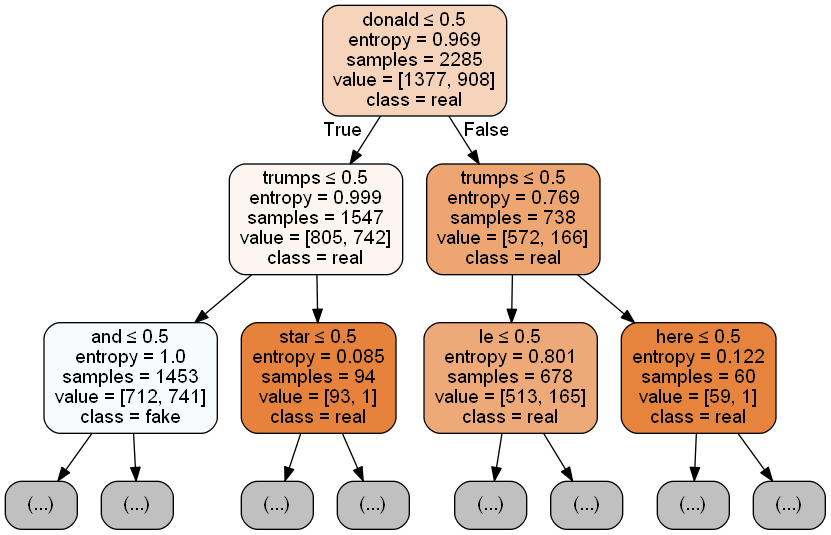 donald ≤ 0.5
entropy = 0.969
samples = 2285
value = [1377, 908]
class = real
True
False
trumps ≤ 0.5
entropy = 0.999
samples = 1547
value = [805, 742]
class = real
trumps ≤ 0.5
entropy = 0.769
samples = 738
value = [572, 166]
class = real
and ≤ 0.5
entropy = 1.0
samples = 1453
value = [712, 741]
class = fake
star ≤ 0.5
entropy = 0.085
samples = 94
value = [93, 1]
class = real
le ≤ 0.5
entropy = 0.801
samples = 678
value = [513, 165]
class = real
here ≤ 0.5
entropy = 0.122
samples = 60
value = [59, 1]
class = real
(...)
(...)
(...)
(...)
(...)
(...)
(...)
(...)